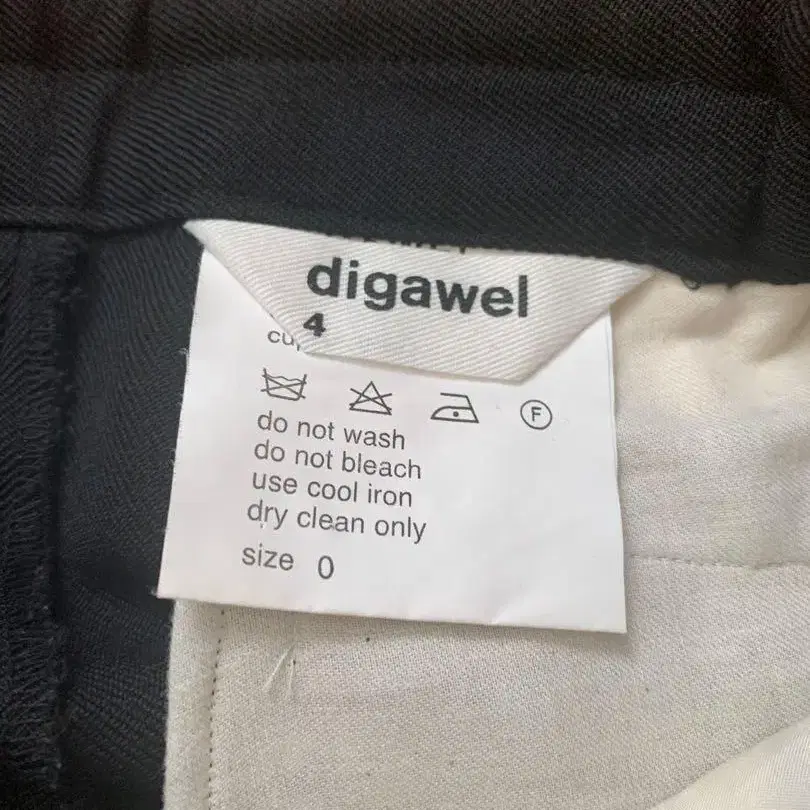 digawel
4
F
do not wash
do not bleach
use cool iron
dry clean only
size 0